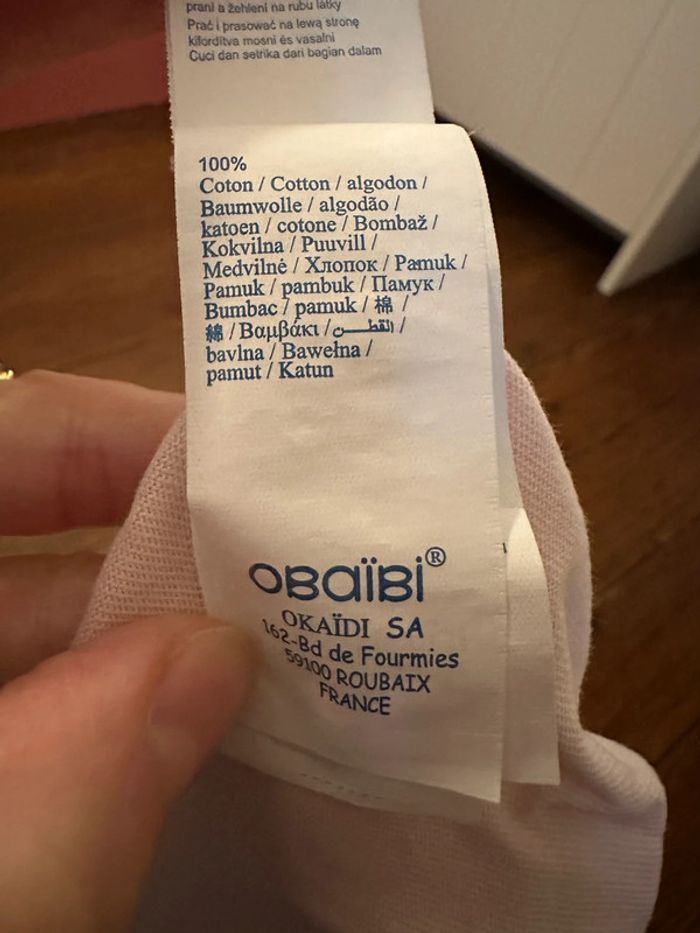 praní a žehlení na rubu látky
Prać i prasować na lewą stronę
kifordítva mosni és vasalni
Cuci dan setrika dari bagian dalam
100%
Coton / Cotton / algodon /
Baumwolle / algodão /
katoen / cotone / Bombaž /
Kokvilna / Puuvill /
Medvilnė / Хлопок / Pamuk /
Pamuk / pambuk / Памук /
Bumbac / pamuk / 棉 /
綿 / Βαμβάκι / القطن /
bavlna / Bawełna /
pamut / Katun
OBaïBi®
OKAÏDI SA
162-Bd de Fourmies
59100 ROUBAIX
FRANCE